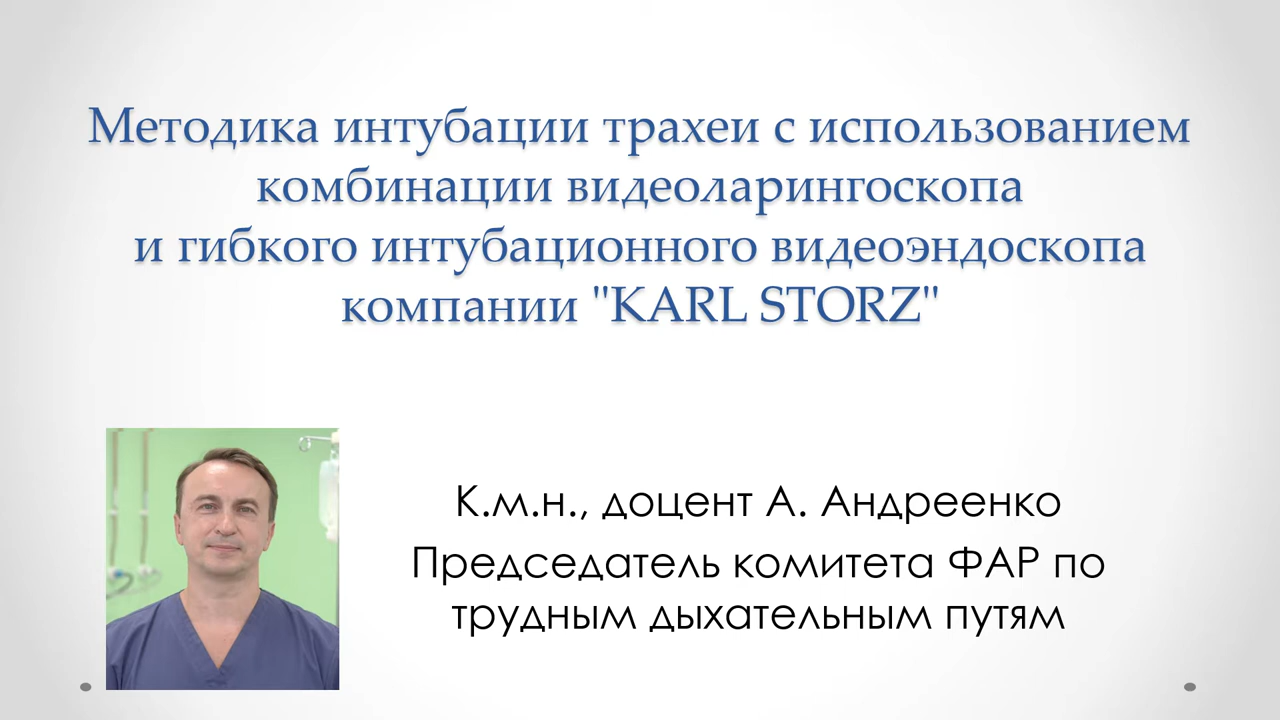 Методика интубации трахеи с использованием
комбинации видеоларингоскопа
и гибкого интубационного видеоэндоскопа
компании "KARL STORZ"
К.м.н., доцент А. Андреенко
Председатель комитета ФАР по
трудным дыхательным путям